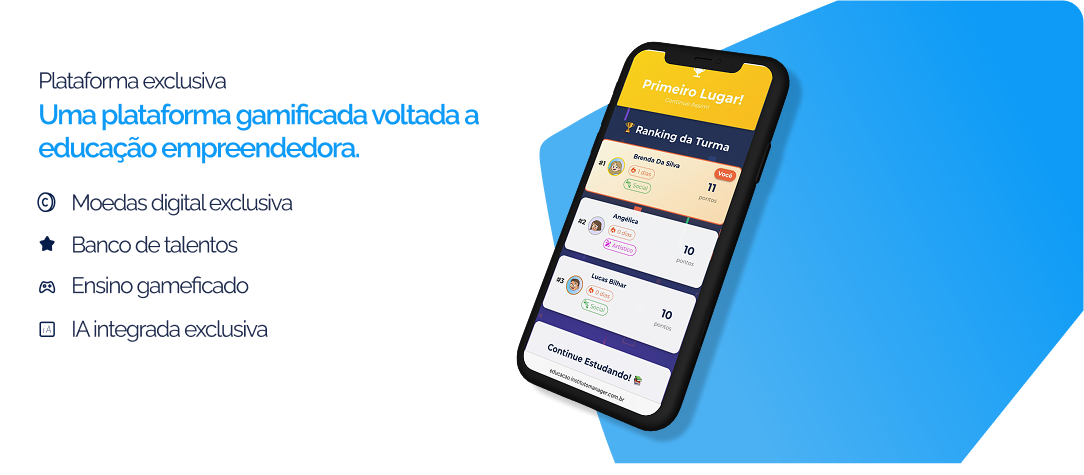 Plataforma exclusiva
Uma plataforma gamificada voltada a
educação empreendedora.
Moedas digital exclusiva
Banco de talentos
Ensino gameficado
IA integrada exclusiva
Primeiro Lugar!
Continue Assim!
Ranking da Turma
#1 Brenda Da Silva Você
1 dias
Social
11
pontos
#2 Angélica
0 dias
Artístico
10
pontos
#3 Lucas Bilhar
0 dias
Social
10
pontos
Continue Estudando!
educacao.institutomanager.com.br